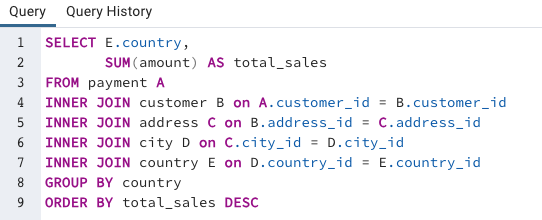 Query Query History
1 SELECT E.country,
2 SUM(amount) AS total_sales
3 FROM payment A
4 INNER JOIN customer B on A.customer_id = B.customer_id
5 INNER JOIN address C on B.address_id = C.address_id
6 INNER JOIN city D on C.city_id = D.city_id
7 INNER JOIN country E on D.country_id = E.country_id
8 GROUP BY country
9 ORDER BY total_sales DESC